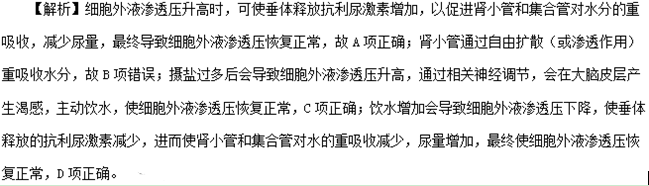 【解析】细胞外液渗透压升高时，可使垂体释放抗利尿激素增加，以促进肾小管和集合管对水分的重
吸收，减少尿量，最终导致细胞外液渗透压恢复正常，故 A 项正确；肾小管通过自由扩散（或渗透作用）
重吸收水分，故 B 项错误；摄盐过多后会导致细胞外液渗透压升高，通过相关神经调节，会在大脑皮层产
生渴感，主动饮水，使细胞外液渗透压恢复正常，C 项正确；饮水增加会导致细胞外液渗透压下降，使垂体
释放的抗利尿激素减少，进而使肾小管和集合管对水的重吸收减少，尿量增加，最终使细胞外液渗透压恢
复正常，D 项正确。